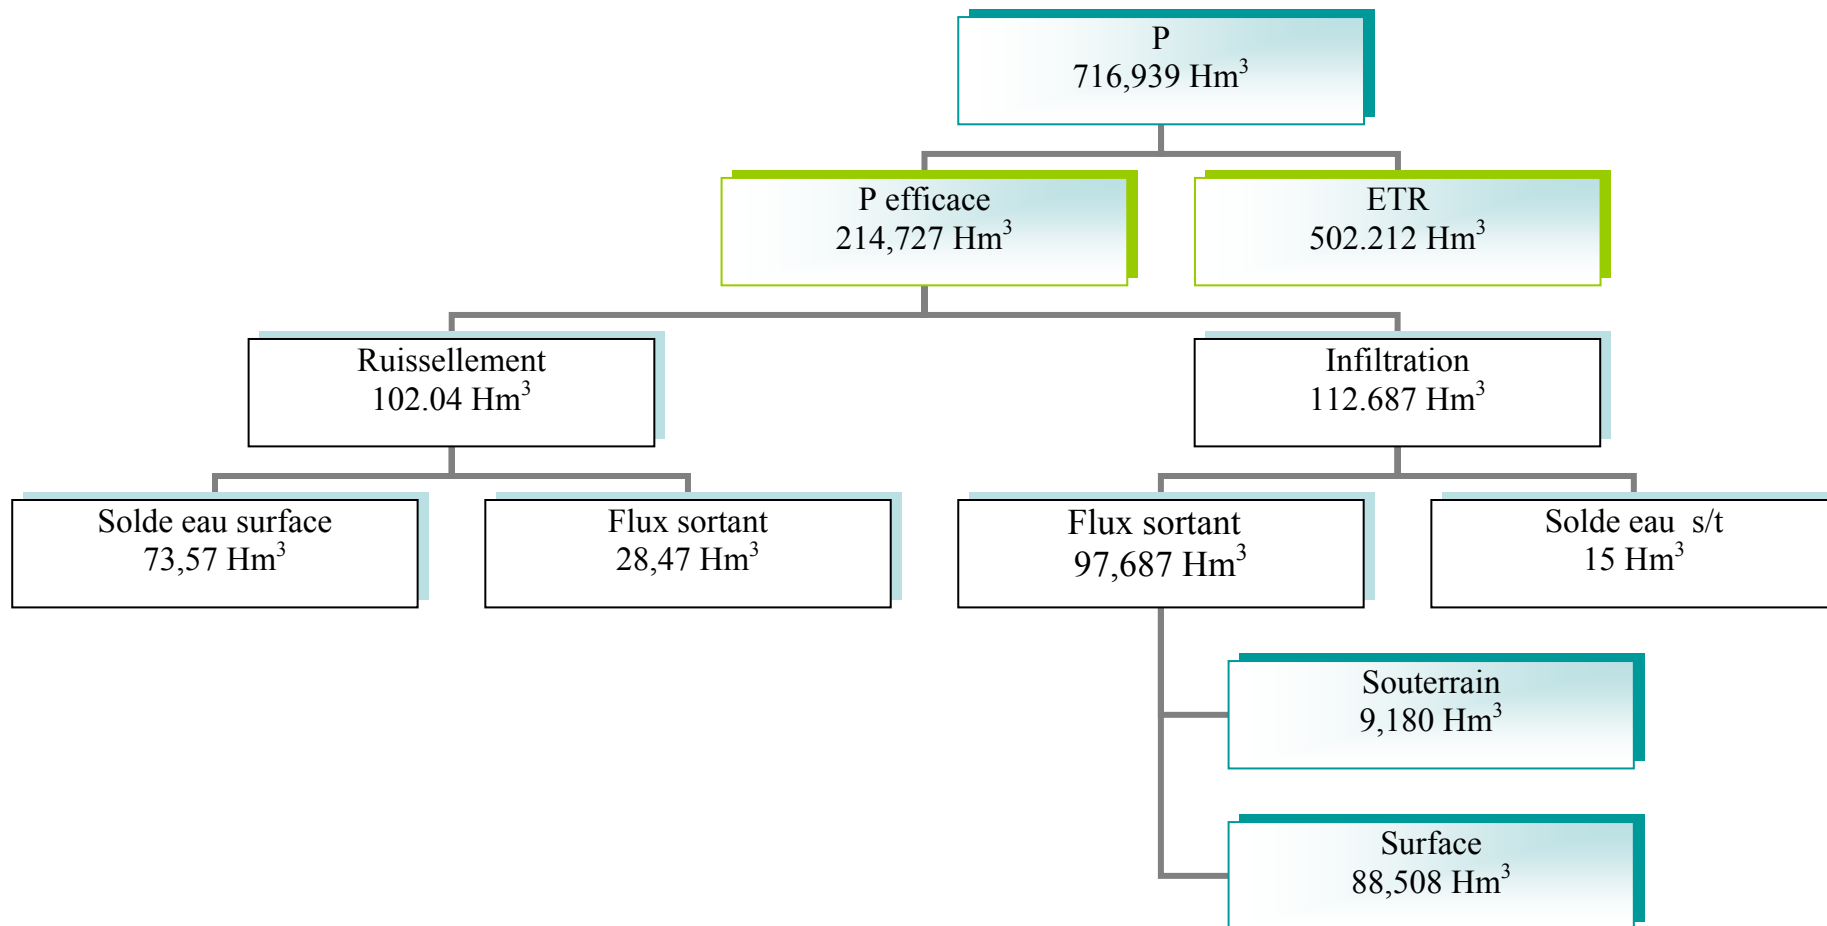 P
716,939 Hm³
P efficace
214,727 Hm³
ETR
502.212 Hm³
Ruissellement
102.04 Hm³
Infiltration
112.687 Hm³
Solde eau surface
73,57 Hm³
Flux sortant
28,47 Hm³
Flux sortant
97,687 Hm³
Solde eau  s/t
15 Hm³
Souterrain
9,180 Hm³
Surface
88,508 Hm³